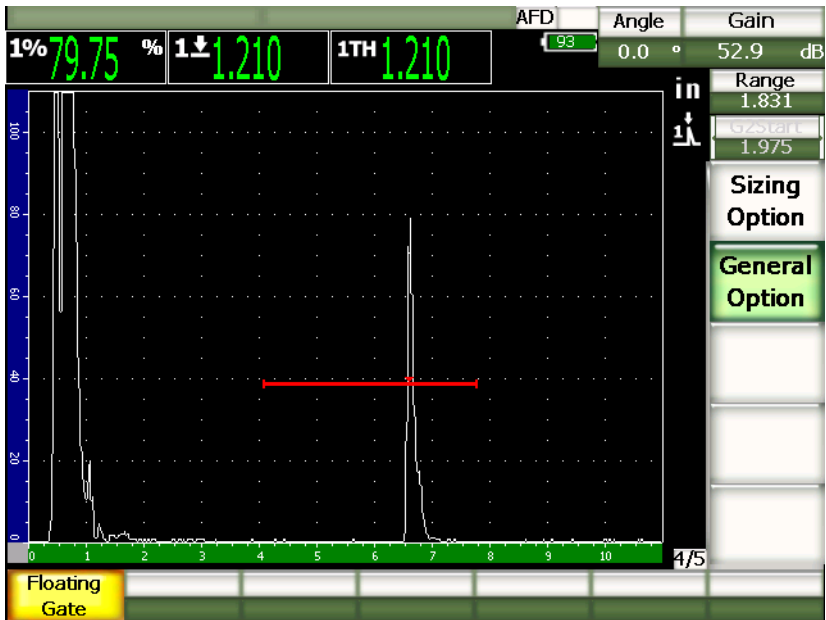 AFD
Angle
Gain
1% 79.75 %
1 1.210
1TH 1.210
93
0.0 °
52.9 dB
in
Range
1.831
1
G2Start
1.975
Sizing
Option
General
Option
100
80
60
40
20
0
0 1 2 3 4 5 6 7 8 9 10
4/5
Floating
Gate